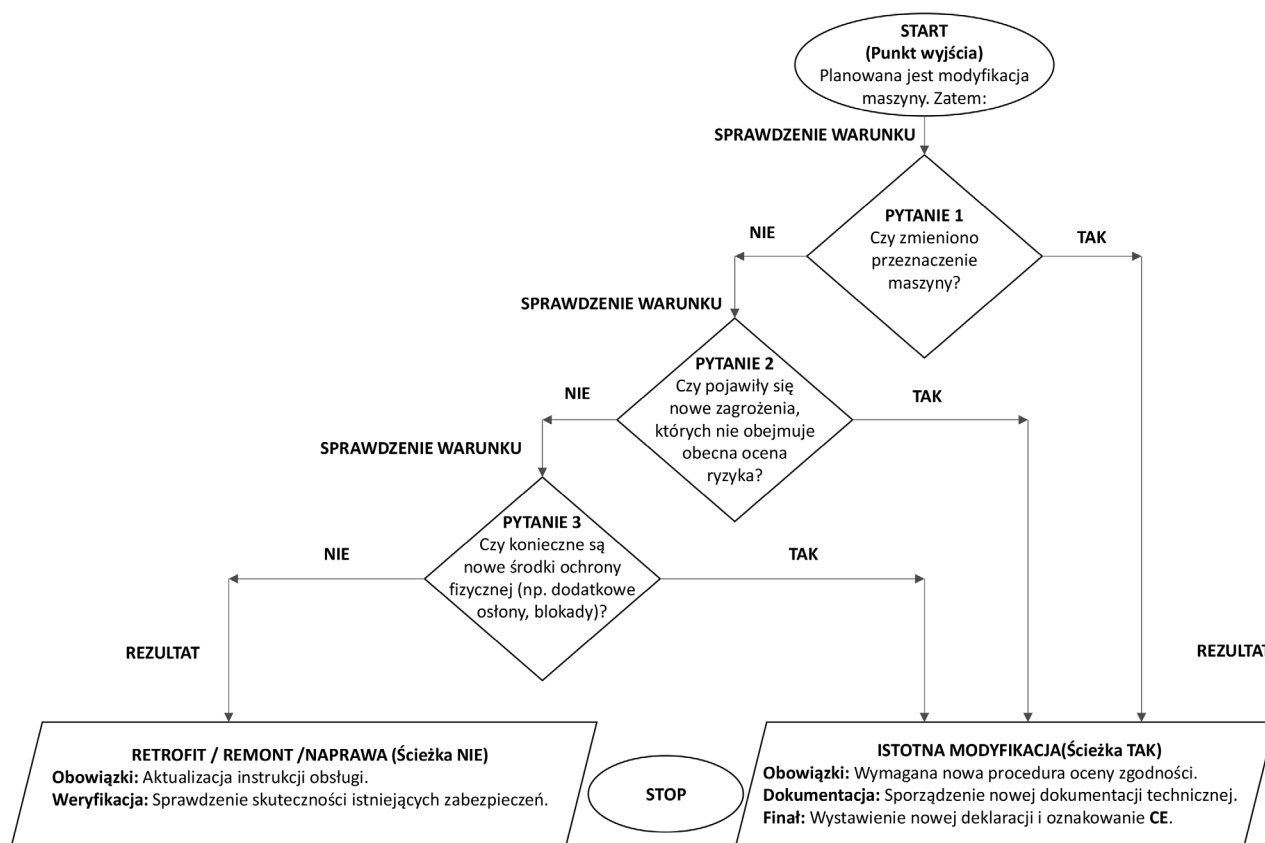 START
(Punkt wyjścia)
Planowana jest modyfikacja
maszyny. Zatem:
SPRAWDZENIE WARUNKU
PYTANIE 1
Czy zmieniono
przeznaczenie
maszyny?
NIE
TAK
SPRAWDZENIE WARUNKU
PYTANIE 2
Czy pojawiły się
nowe zagrożenia,
których nie obejmuje
obecna ocena
ryzyka?
NIE
TAK
SPRAWDZENIE WARUNKU
PYTANIE 3
Czy konieczne są
nowe środki ochrony
fizycznej (np. dodatkowe
osłony, blokady)?
NIE
TAK
REZULTAT
REZULTAT
RETROFIT / REMONT /NAPRAWA (Ścieżka NIE)
Obowiązki: Aktualizacja instrukcji obsługi.
Weryfikacja: Sprawdzenie skuteczności istniejących zabezpieczeń.
STOP
ISTOTNA MODYFIKACJA(Ścieżka TAK)
Obowiązki: Wymagana nowa procedura oceny zgodności.
Dokumentacja: Sporządzenie nowej dokumentacji technicznej.
Finał: Wystawienie nowej deklaracji i oznakowanie CE.